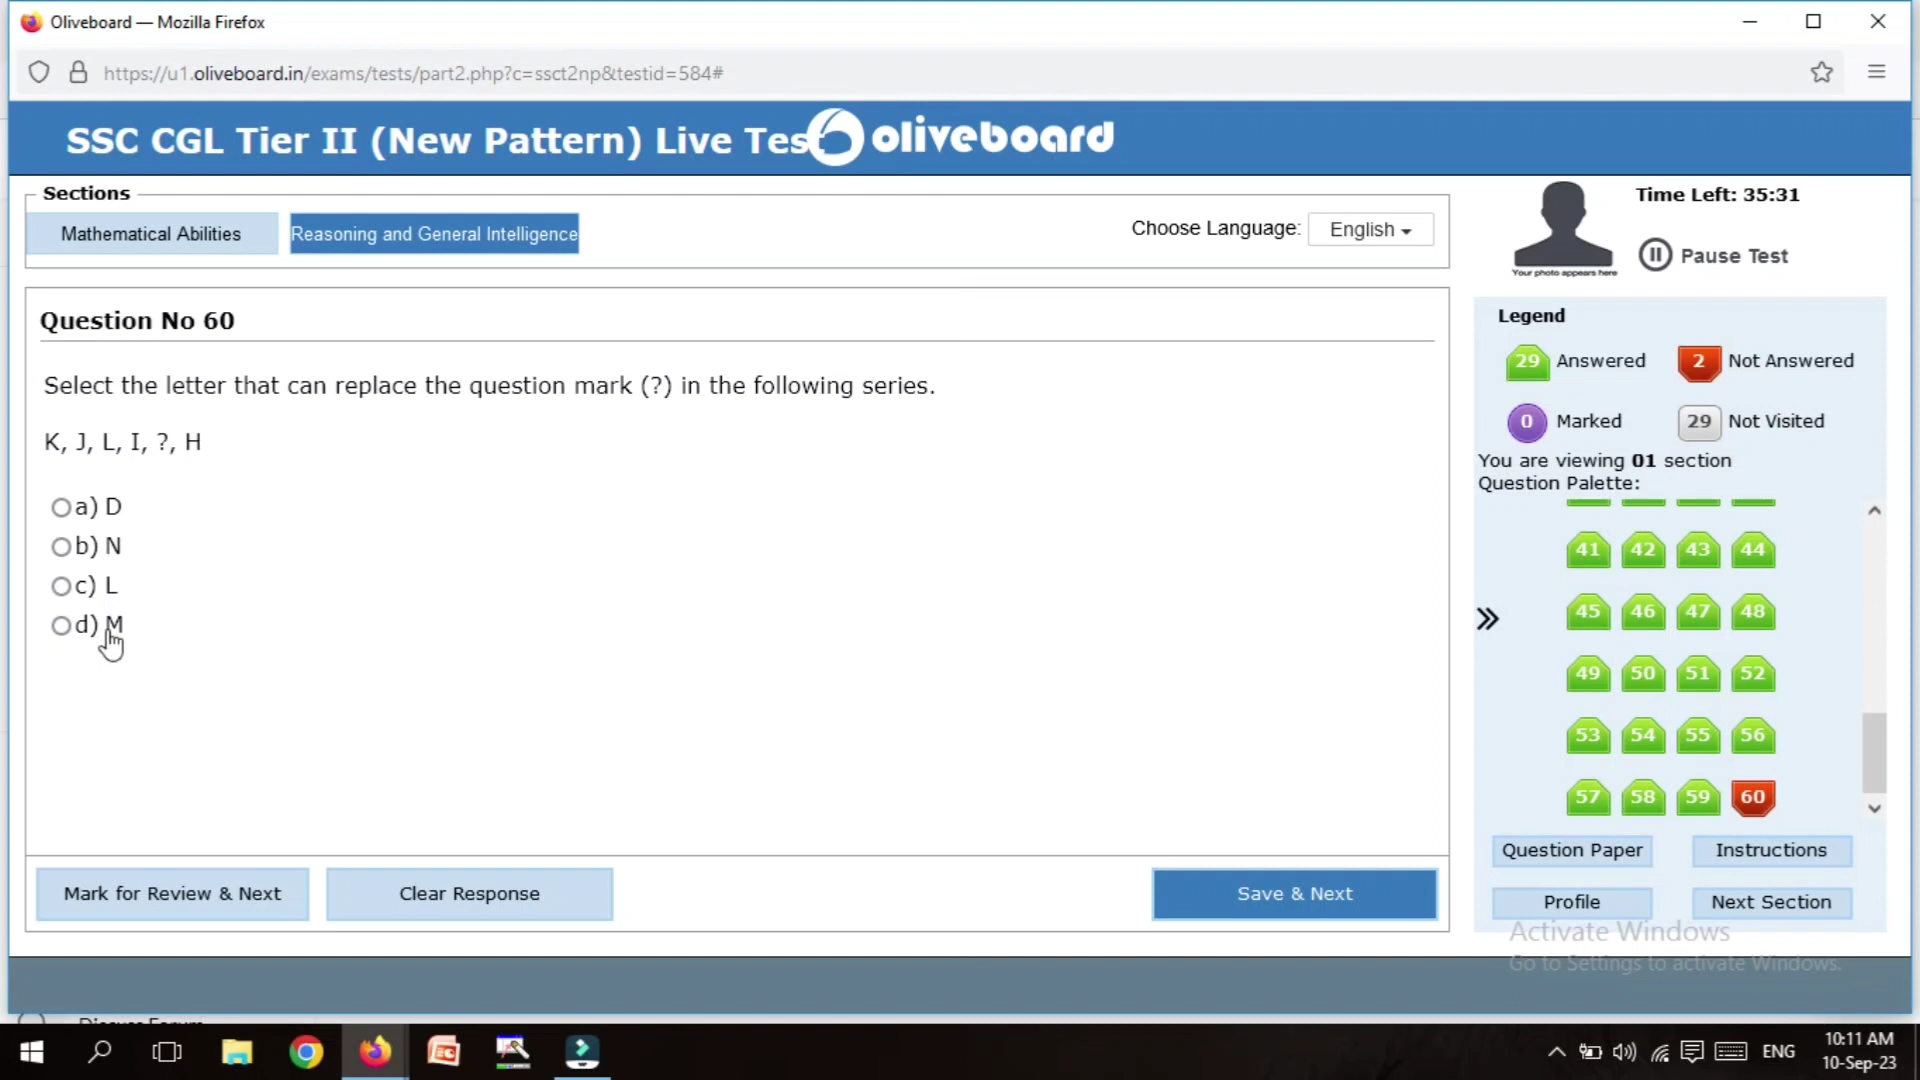 Oliveboard — Mozilla Firefox
https://u1.oliveboard.in/exams/tests/part2.php?c=ssct2np&testid=584#
SSC CGL Tier II (New Pattern) Live Tes
oliveboard
Sections
Mathematical Abilities
Reasoning and General Intelligence
Choose Language:
English
Your photo appears here
Time Left: 35:31
Pause Test
Question No 60
Select the letter that can replace the question mark (?) in the following series.
K, J, L, I, ?, H
a) D
b) N
c) L
d) M
Mark for Review & Next
Clear Response
Save & Next
Legend
29 Answered
2 Not Answered
0 Marked
29 Not Visited
You are viewing 01 section
Question Palette:
41 42 43 44
45 46 47 48
49 50 51 52
53 54 55 56
57 58 59 60
Question Paper
Instructions
Profile
Next Section
Activate Windows
Go to Settings to activate Windows.
ENG
10:11 AM
10-Sep-23